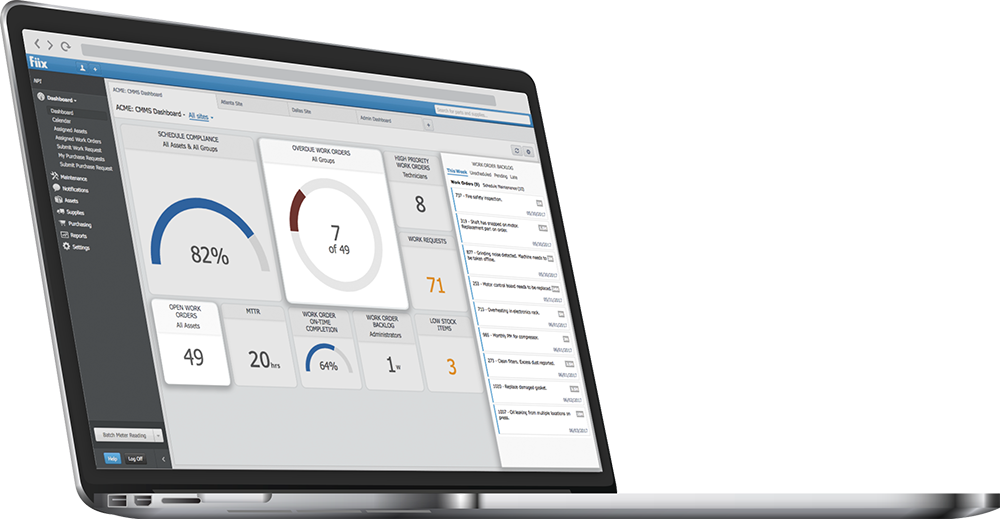 Fiix
NPT
Dashboard
Dashboard
Calendar
Assigned Assets
Assigned Work Orders
Submit Work Request
My Purchase Requests
Submit Purchase Request
Maintenance
Notifications
Assets
Supplies
Purchasing
Reports
Settings
Batch Meter Reading
Help
Log Off
ACME: CMMS Dashboard
Atlanta Site
Dallas Site
Admin Dashboard
+
Search for parts and supplies...
ACME: CMMS Dashboard - All sites
SCHEDULE COMPLIANCE
All Assets & All Groups
82%
OVERDUE WORK ORDERS
All Groups
7
of 49
HIGH PRIORITY
WORK ORDERS
Technicians
8
WORK REQUESTS
71
OPEN WORK
ORDERS
All Assets
49
MTTR
20hrs
WORK ORDER
ON-TIME
COMPLETION
64%
WORK ORDER
BACKLOG
Administrators
1w
LOW STOCK
ITEMS
3
WORK ORDER BACKLOG
This Week Unscheduled Pending Late
Work Orders (9) Schedule Maintenance (10)
737 - Fire safety inspection.
05/30/2017
319 - Shaft has snapped on motor.
Replacement part on order.
05/30/2017
877 - Grinding noise detected. Machine needs to
be taken offline.
05/30/2017
253 - Motor control board needs to be replaced.
05/31/2017
713 - Overheating in electronics rack.
06/01/2017
985 - Monthly PM for compressor.
06/01/2017
273 - Clean filters. Excess dust reported.
06/01/2017
1023 - Replace damaged gasket.
06/02/2017
1037 - Oil leaking from multiple locations on
press.
06/02/2017